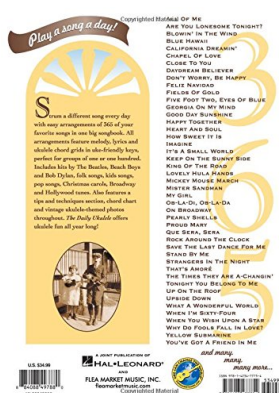 Play a song a day!
Strum a different song every day
with easy arrangements of 365 of your
favorite songs in one big songbook. All
arrangements feature melody, lyrics and
ukulele chord grids in uke-friendly keys,
perfect for groups of one or one hundred.
Includes hits by The Beatles, Beach Boys
and Bob Dylan, folk songs, kids songs,
pop songs, Christmas carols, Broadway
and Hollywood tunes. Also features a
tips and techniques section, chord chart
and vintage ukulele-themed photos
throughout. The Daily Ukulele offers
ukulele fun all year long!
All Of Me
Are You Lonesome Tonight?
Blowin' In The Wind
Blue Hawaii
California Dreamin'
Chapel Of Love
Close To You
Daydream Believer
Don't Worry, Be Happy
Feliz Navidad
Fields Of Gold
Five Foot Two, Eyes Of Blue
Georgia On My Mind
Good Day Sunshine
Happy Together
Heart And Soul
How Sweet It Is
Imagine
It's A Small World
Keep On The Sunny Side
King Of The Road
Lovely Hula Hands
Mickey Mouse March
Mister Sandman
My Girl
Ob-La-Di, Ob-La-Da
On Broadway
Pearly Shells
Proud Mary
Que Sera, Sera
Rock Around The Clock
Save The Last Dance For Me
Stand By Me
Strangers In The Night
That's Amoré
The Times They Are A-Changin'
Tonight You Belong To Me
Up On The Roof
Upside Down
What A Wonderful World
When I'm Sixty-Four
When You Wish Upon A Star
Why Do Fools Fall In Love?
Yellow Submarine
You've Got A Friend In Me
and many,
many,
many more...
365
U.S. $34.99
A JOINT PUBLICATION OF
HAL•LEONARD®
AND
FLEA MARKET MUSIC, INC.
fleamarketmusic.com